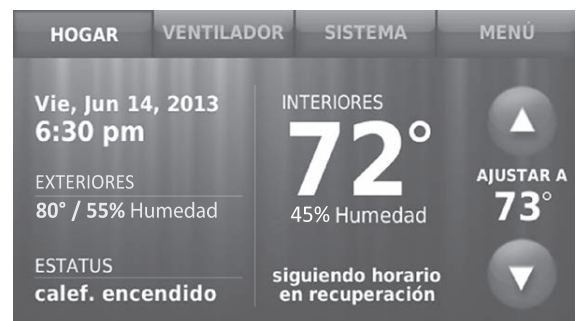 HOGAR
VENTILADOR
SISTEMA
MENÚ
Vie, Jun 14, 2013
6:30 pm
EXTERIORES
80° / 55% Humedad
ESTATUS
calef. encendido
INTERIORES
72°
45% Humedad
siguiendo horario
en recuperación
AJUSTAR A
73°